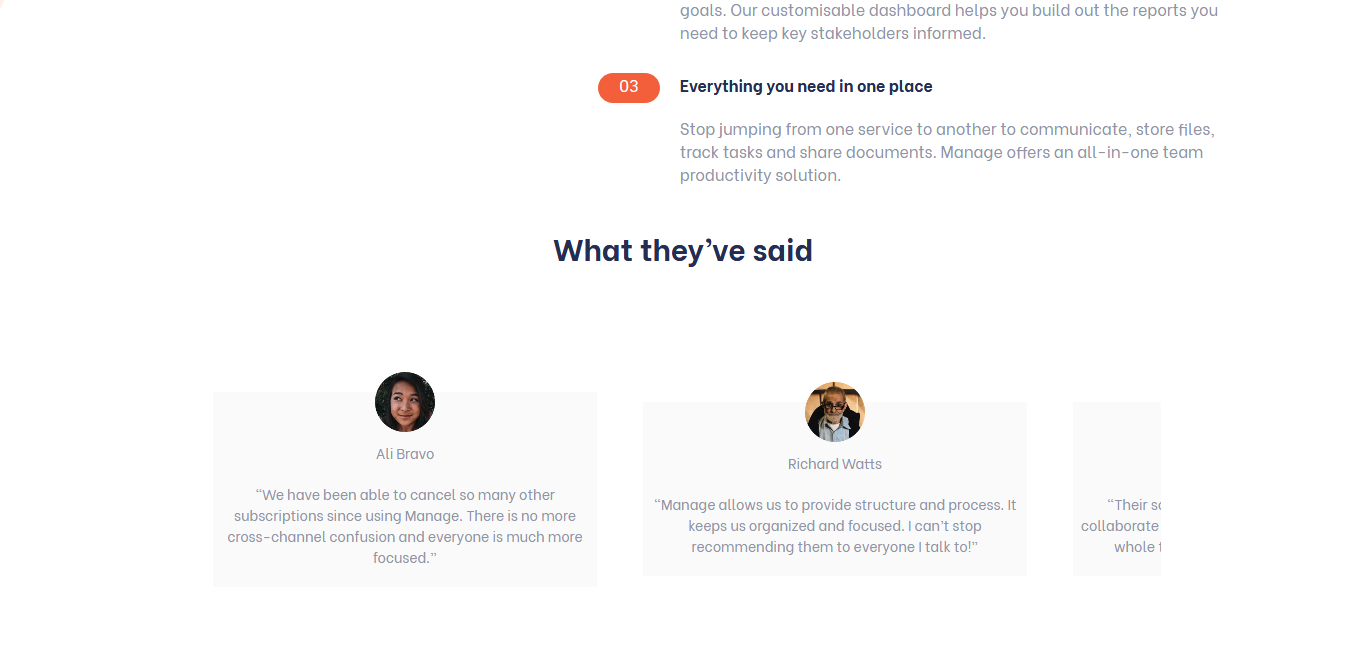 goals. Our customisable dashboard helps you build out the reports you
need to keep key stakeholders informed.
03
Everything you need in one place
Stop jumping from one service to another to communicate, store files,
track tasks and share documents. Manage offers an all-in-one team
productivity solution.
What they’ve said
Ali Bravo
“We have been able to cancel so many other
subscriptions since using Manage. There is no more
cross-channel confusion and everyone is much more
focused.”
Richard Watts
“Manage allows us to provide structure and process. It
keeps us organized and focused. I can’t stop
recommending them to everyone I talk to!”
“Their
collaborate
whole